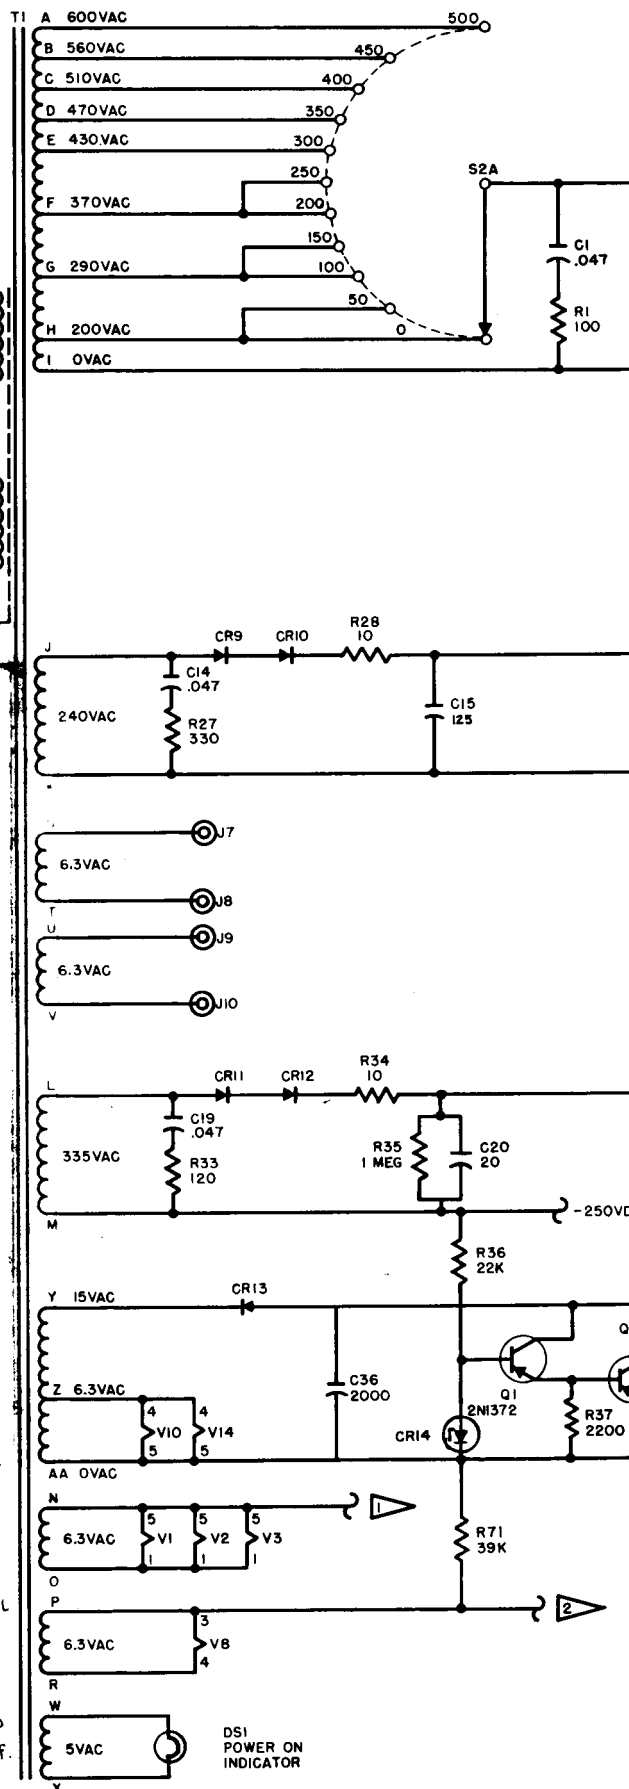 T1 A 600VAC 500
B 560VAC 450
C 510VAC 400
D 470VAC 350
E 430VAC 300
250 S2A
F 370VAC 200
150 C1
.047
G 290VAC 100
50 R1
100
H 200VAC 0
I 0VAC
R28
10
J CR9 CR10
C14
.047
240VAC C15
125
R27
330
6.3VAC J7
J8
T
U J9
6.3VAC
V J10
L CR11 CR12 R34
10
C19
.047
335VAC R35
1 MEG C20
20
R33
120
M -250VD
R36
22K
Y 15VAC CR13
Q
C36
2000
Q1
2N1372
Z 6.3VAC
4 4
V10 V14
5 5
R37
2200
CR14
AA 0VAC
N 1
6.3VAC 5 V1 5 V2 5 V3
1 1 1
R71
39K
O
P 2
6.3VAC 3
V8
4
R
W
5VAC DS1
POWER ON
INDICATOR
X